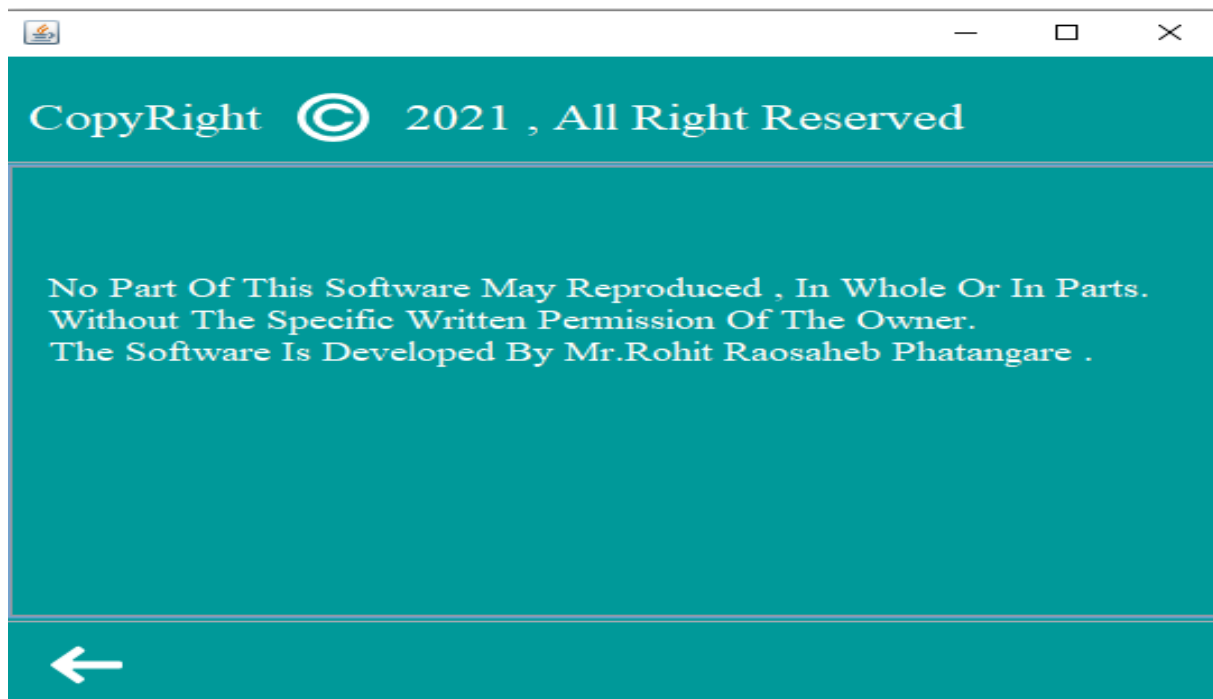 CopyRight © 2021 , All Right Reserved
No Part Of This Software May Reproduced , In Whole Or In Parts.
Without The Specific Written Permission Of The Owner.
The Software Is Developed By Mr.Rohit Raosaheb Phatangare .